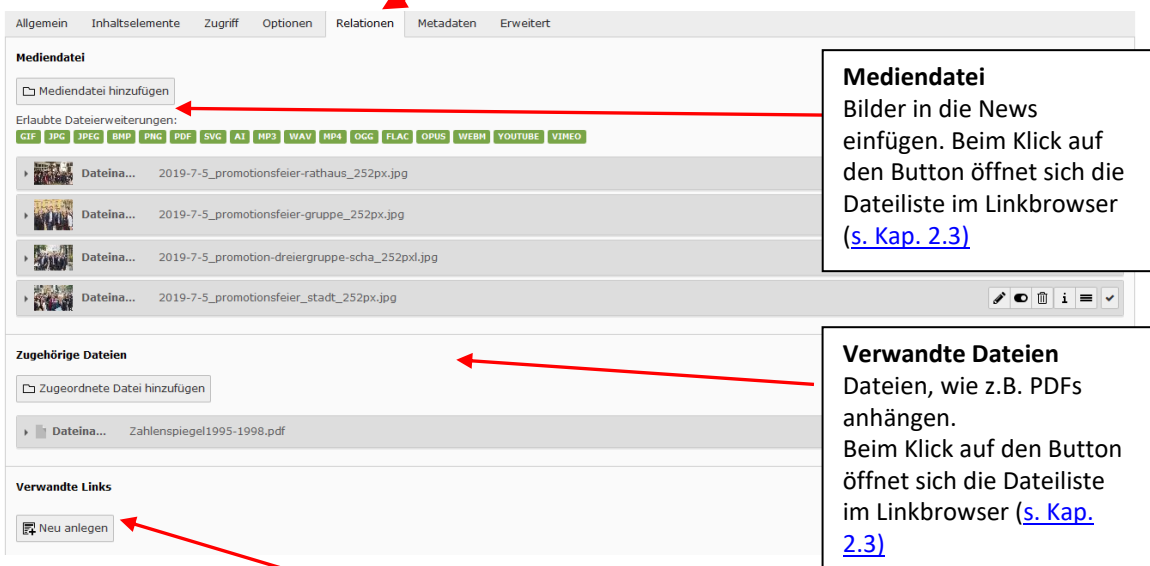 Allgemein Inhaltselemente Zugriff Optionen Relationen Metadaten Erweitert
Mediendatei
Mediendatei hinzufügen
Erlaubte Dateierweiterungen:
GIF JPG JPEG BMP PNG PDF SVG AI MP3 WAV MP4 OGG FLAC OPUS WEBM YOUTUBE VIMEO
Dateina... 2019-7-5_promotionsfeier-rathaus_252px.jpg
Dateina... 2019-7-5_promotionsfeier-gruppe_252px.jpg
Dateina... 2019-7-5_promotion-dreiergruppe-scha_252pxl.jpg
Dateina... 2019-7-5_promotionsfeier_stadt_252px.jpg
Zugehörige Dateien
Zugeordnete Datei hinzufügen
Dateina... Zahlenspiegel1995-1998.pdf
Verwandte Links
Neu anlegen
Mediendatei
Bilder in die News
einfügen. Beim Klick auf
den Button öffnet sich die
Dateiliste im Linkbrowser
(s. Kap. 2.3)
Verwandte Dateien
Dateien, wie z.B. PDFs
anhängen.
Beim Klick auf den Button
öffnet sich die Dateiliste
im Linkbrowser (s. Kap.
2.3)